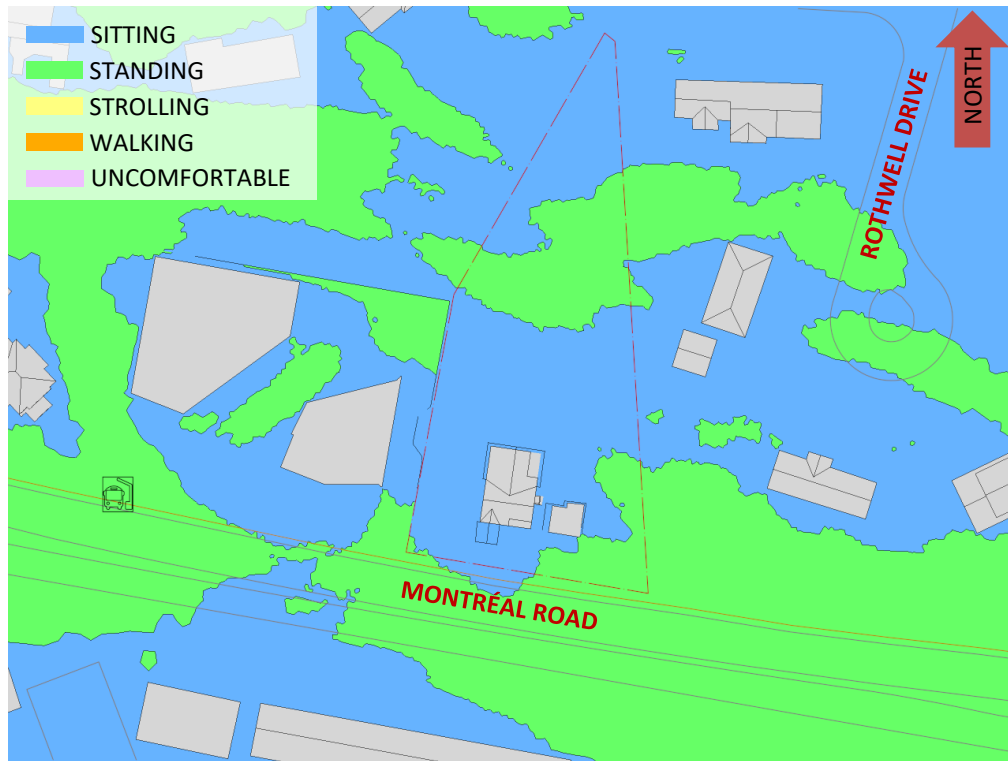 SITTING
STANDING
STROLLING
WALKING
UNCOMFORTABLE
NORTH
ROTHWELL DRIVE
MONTRÉAL ROAD